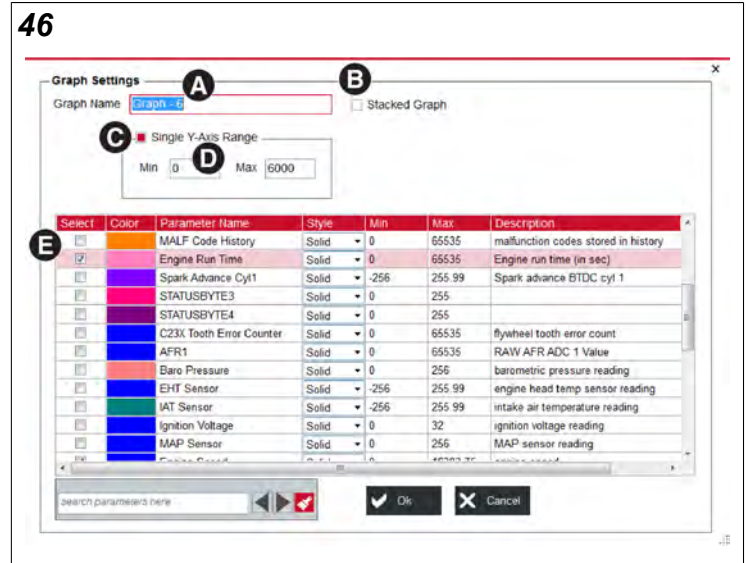 46
x
Graph Settings
A
B
Graph Name Graph - 6 Stacked Graph
C
Single Y-Axis Range
D
Min 0 Max 6000
Select Color Parameter Name Style Min Max Description
E
MALF Code History Solid 0 65535 malfunction codes stored in history
Engine Run Time Solid 0 65535 Engine run time (in sec)
Spark Advance Cyl1 Solid -256 255.99 Spark advance BTDC cyl 1
STATUSBYTE3 Solid 0 255
STATUSBYTE4 Solid 0 255
C23X Tooth Error Counter Solid 0 65535 flywheel tooth error count
AFR1 Solid 0 65535 RAW AFR ADC 1 Value
Baro Pressure Solid 0 256 barometric pressure reading
EHT Sensor Solid -256 255.99 engine head temp sensor reading
IAT Sensor Solid -256 255.99 intake air temperature reading
Ignition Voltage Solid 0 32 ignition voltage reading
MAP Sensor Solid 0 256 MAP sensor reading
Engine Speed Solid 0 engine speed
search parameters here Ok Cancel